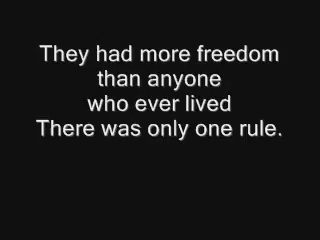 They had more freedom
than anyone
who ever lived
There was only one rule.